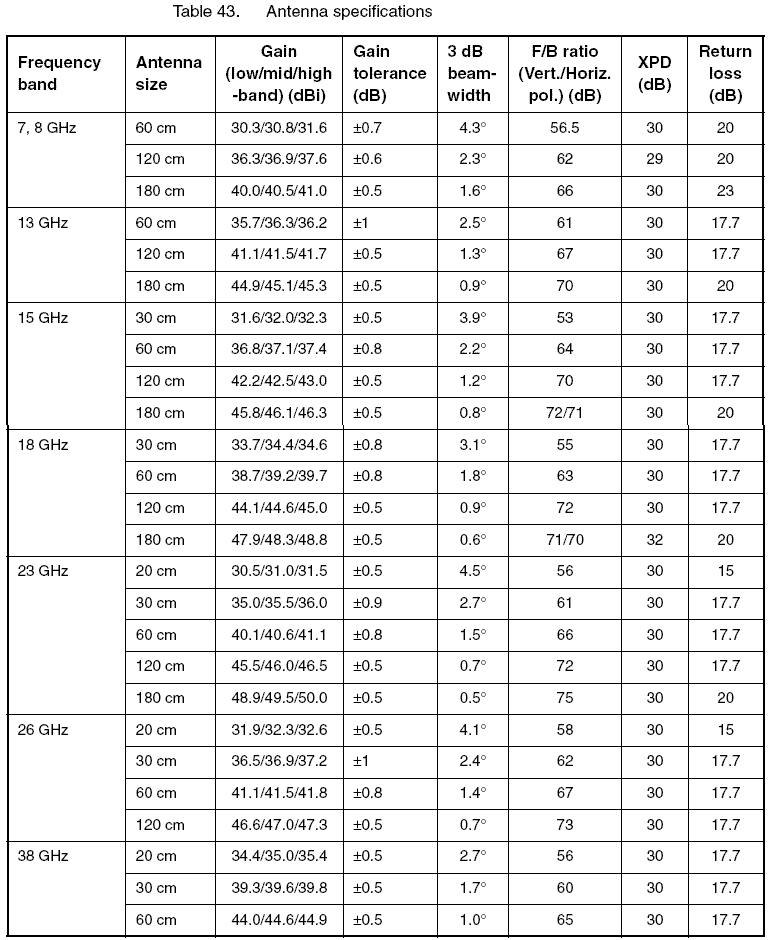 Table 43. Antenna specifications
Frequency band Antenna size Gain (low/mid/high -band) (dBi) Gain tolerance (dB) 3 dB beam- width F/B ratio (Vert./Horiz. pol.) (dB) XPD (dB) Return loss (dB)
7, 8 GHz 60 cm 30.3/30.8/31.6 ±0.7 4.3° 56.5 30 20
120 cm 36.3/36.9/37.6 ±0.6 2.3° 62 29 20
180 cm 40.0/40.5/41.0 ±0.5 1.6° 66 30 23
13 GHz 60 cm 35.7/36.3/36.2 ±1 2.5° 61 30 17.7
120 cm 41.1/41.5/41.7 ±0.5 1.3° 67 30 17.7
180 cm 44.9/45.1/45.3 ±0.5 0.9° 70 30 20
15 GHz 30 cm 31.6/32.0/32.3 ±0.5 3.9° 53 30 17.7
60 cm 36.8/37.1/37.4 ±0.8 2.2° 64 30 17.7
120 cm 42.2/42.5/43.0 ±0.5 1.2° 70 30 17.7
180 cm 45.8/46.1/46.3 ±0.5 0.8° 72/71 30 20
18 GHz 30 cm 33.7/34.4/34.6 ±0.8 3.1° 55 30 17.7
60 cm 38.7/39.2/39.7 ±0.8 1.8° 63 30 17.7
120 cm 44.1/44.6/45.0 ±0.5 0.9° 72 30 17.7
180 cm 47.9/48.3/48.8 ±0.5 0.6° 71/70 32 20
23 GHz 20 cm 30.5/31.0/31.5 ±0.5 4.5° 56 30 15
30 cm 35.0/35.5/36.0 ±0.9 2.7° 61 30 17.7
60 cm 40.1/40.6/41.1 ±0.8 1.5° 66 30 17.7
120 cm 45.5/46.0/46.5 ±0.5 0.7° 72 30 17.7
180 cm 48.9/49.5/50.0 ±0.5 0.5° 75 30 20
26 GHz 20 cm 31.9/32.3/32.6 ±0.5 4.1° 58 30 15
30 cm 36.5/36.9/37.2 ±1 2.4° 62 30 17.7
60 cm 41.1/41.5/41.8 ±0.8 1.4° 67 30 17.7
120 cm 46.6/47.0/47.3 ±0.5 0.7° 73 30 17.7
38 GHz 20 cm 34.4/35.0/35.4 ±0.5 2.7° 56 30 17.7
30 cm 39.3/39.6/39.8 ±0.5 1.7° 60 30 17.7
60 cm 44.0/44.6/44.9 ±0.5 1.0° 65 30 17.7